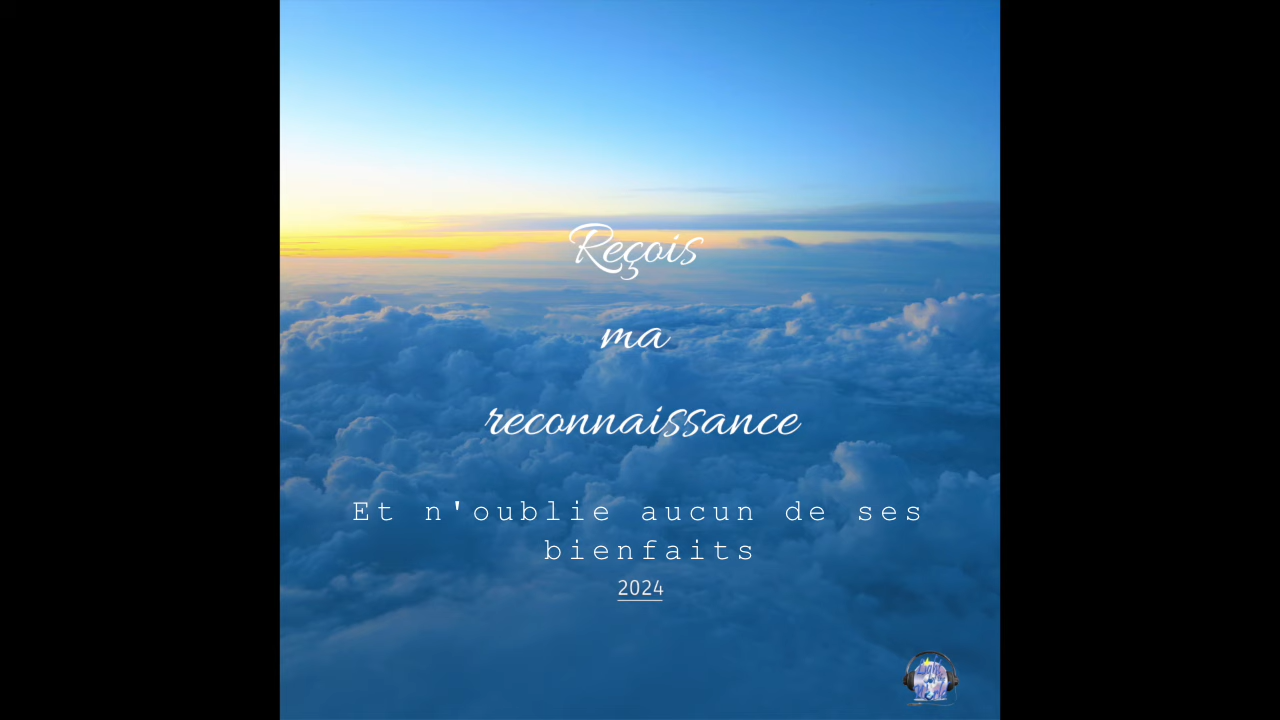 Reçois
ma
reconnaissance
Et n'oublie aucun de ses
bienfaits
2024